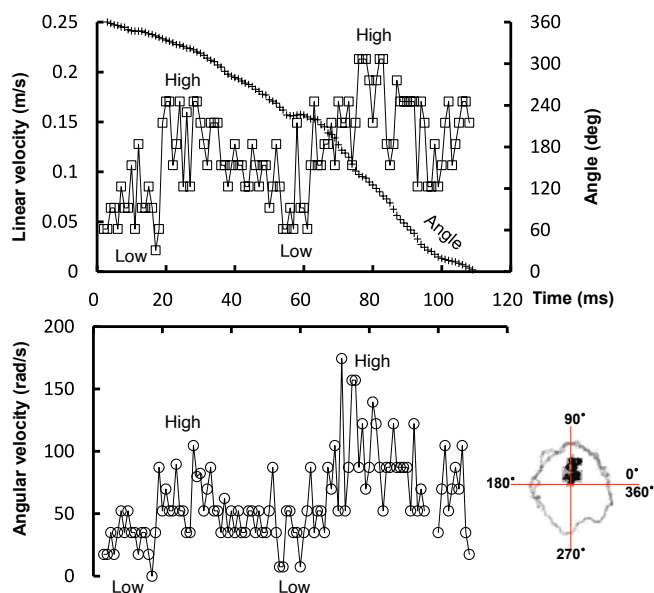 0.25
0.2
0.15
0.1
0.05
0
Linear velocity (m/s)
360
300
240
180
120
60
0
Angle (deg)
High
High
Low
Low
Angle
0 20 40 60 80 100 120 Time (ms)
200
150
100
50
0
Angular velocity (rad/s)
High
High
Low
Low
90°
180°
0°
360°
270°